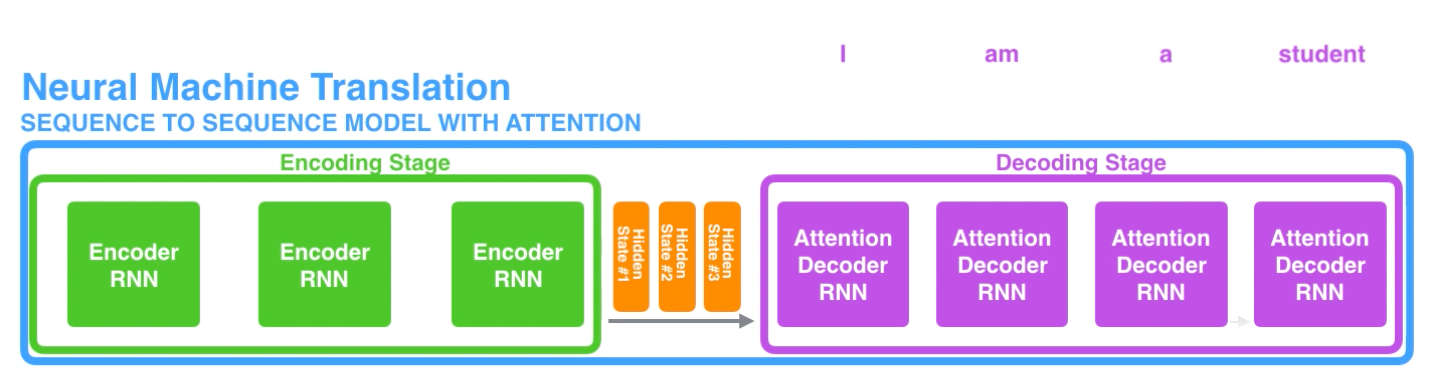 I am a student
Neural Machine Translation
SEQUENCE TO SEQUENCE MODEL WITH ATTENTION
Encoding Stage
Encoder
RNN
Encoder
RNN
Encoder
RNN
Hidden
State #1
Hidden
State #2
Hidden
State #3
Decoding Stage
Attention
Decoder
RNN
Attention
Decoder
RNN
Attention
Decoder
RNN
Attention
Decoder
RNN